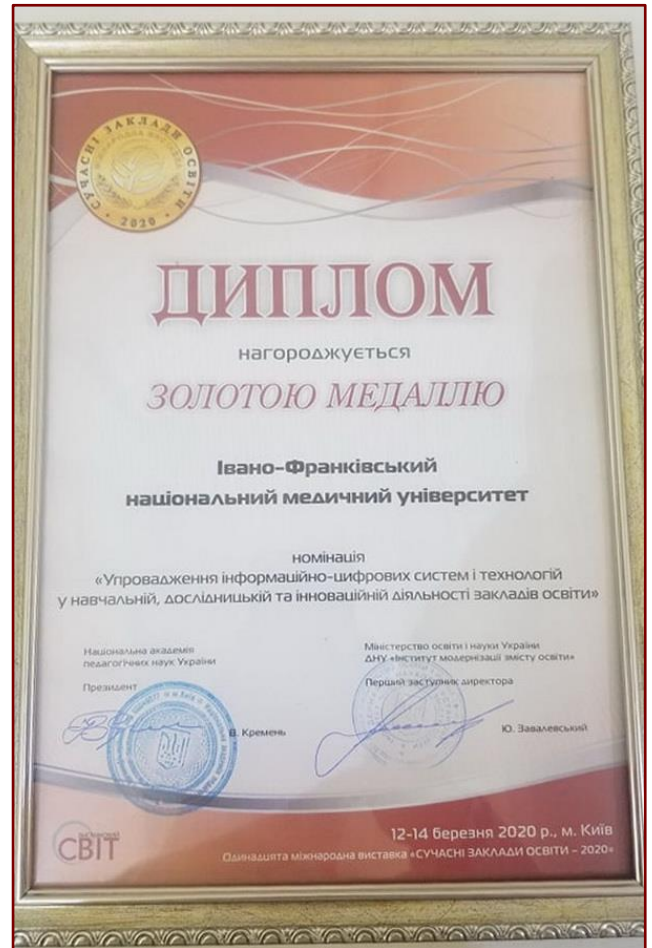 СУЧАСНІ ЗАКЛАДИ ОСВІТИ
• 2020 •
ДИПЛОМ
нагороджується
ЗОЛОТОЮ МЕДАЛЛЮ
Івано-Франківський
національний медичний університет
номінація
«Упровадження інформаційно-цифрових систем і технологій
у навчальній, дослідницькій та інноваційній діяльності закладів освіти»
Національна академія
педагогічних наук України
Президент
В. Кремень
Міністерство освіти і науки України
ДНУ «Інститут модернізації змісту освіти»
Перший заступник директора
Ю. Завалевський
СВІТ
12-14 березня 2020 р., м. Київ
Одинадцята міжнародна виставка «СУЧАСНІ ЗАКЛАДИ ОСВІТИ – 2020»